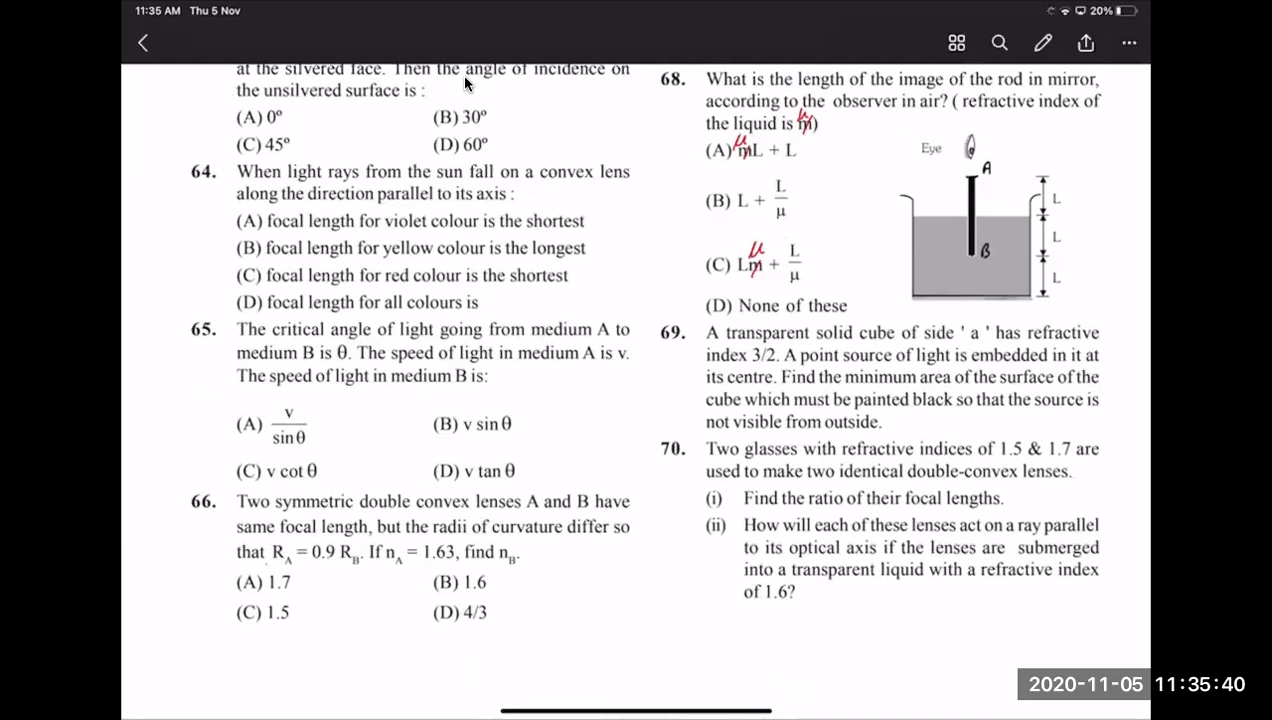 11:35 AM Thu 5 Nov
20%
at the silvered face. Then the angle of incidence on
the unsilvered surface is :
(A) 0º (B) 30º
(C) 45º (D) 60º
64. When light rays from the sun fall on a convex lens
along the direction parallel to its axis :
(A) focal length for violet colour is the shortest
(B) focal length for yellow colour is the longest
(C) focal length for red colour is the shortest
(D) focal length for all colours is
65. The critical angle of light going from medium A to
medium B is θ. The speed of light in medium A is v.
The speed of light in medium B is:
(A) v/sin θ (B) v sin θ
(C) v cot θ (D) v tan θ
66. Two symmetric double convex lenses A and B have
same focal length, but the radii of curvature differ so
that R_A = 0.9 R_B. If n_A = 1.63, find n_B.
(A) 1.7 (B) 1.6
(C) 1.5 (D) 4/3
68. What is the length of the image of the rod in mirror,
according to the observer in air? ( refractive index of
the liquid is μ)
(A) μL + L
(B) L + L/μ
(C) Lμ + L/μ
(D) None of these
Eye
A
B
L
L
L
69. A transparent solid cube of side ' a ' has refractive
index 3/2. A point source of light is embedded in it at
its centre. Find the minimum area of the surface of the
cube which must be painted black so that the source is
not visible from outside.
70. Two glasses with refractive indices of 1.5 & 1.7 are
used to make two identical double-convex lenses.
(i) Find the ratio of their focal lengths.
(ii) How will each of these lenses act on a ray parallel
to its optical axis if the lenses are submerged
into a transparent liquid with a refractive index
of 1.6?
2020-11-05 11:35:40